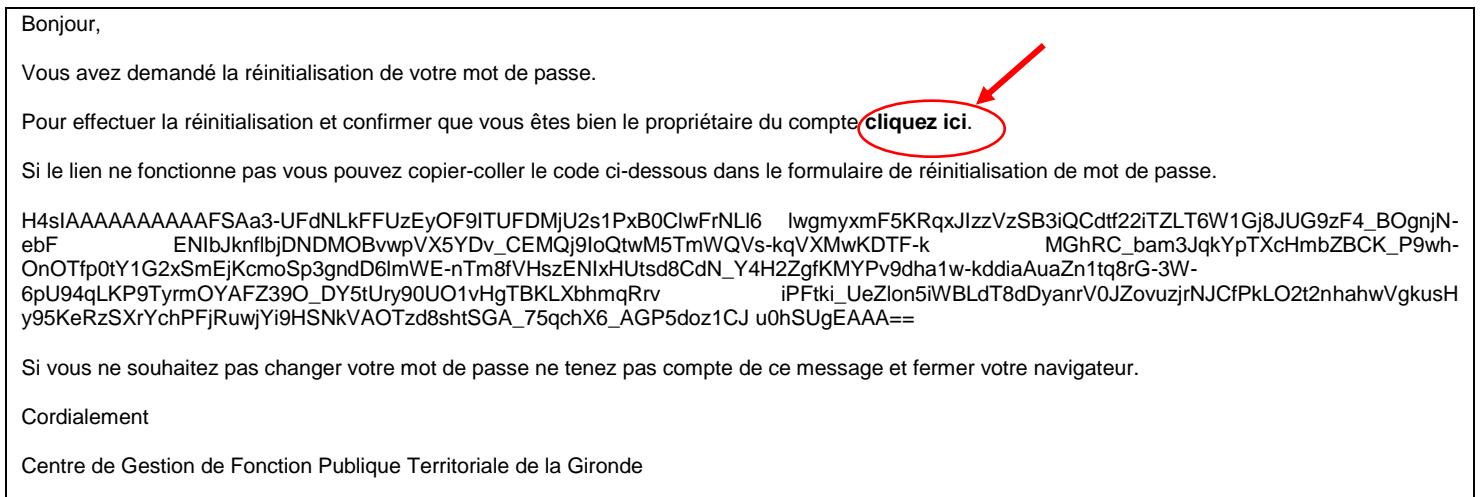 Bonjour,
Vous avez demandé la réinitialisation de votre mot de passe.
Pour effectuer la réinitialisation et confirmer que vous êtes bien le propriétaire du compte cliquez ici.
Si le lien ne fonctionne pas vous pouvez copier-coller le code ci-dessous dans le formulaire de réinitialisation de mot de passe.
H4sIAAAAAAAAAAFSAa3-UFdNLkFFUzEyOF9ITUFDMjU2s1PxB0ClwFrNLl6 lwgmyxmF5KRqxJIzzVzSB3iQCdtf22iTZLT6W1Gj8JUG9zF4_BOgnjN-
ebF ENIbJknflbjDNDMOBvwpVX5YDv_CEMQj9IoQtwM5TmWQVs-kqVXMwKDTF-k MGhRC_bam3JqkYpTXcHmbZBCK_P9wh-
OnOTfp0tY1G2xSmEjKcmoSp3gndD6lmWE-nTm8fVHszENIxHUtsd8CdN_Y4H2ZgfKMYPv9dha1w-kddiaAuaZn1tq8rG-3W-
6pU94qLKP9TyrmOYAFZ39O_DY5tUry90UO1vHgTBKLXbhmqRrv iPFtki_UeZlon5iWBLdT8dDyanrV0JZovuzjrNJCfPkLO2t2nhahwVgkusH
y95KeRzSXrYchPFjRuwjYi9HSNkVAOTzd8shtSGA_75qchX6_AGP5doz1CJ u0hSUgEAAA==
Si vous ne souhaitez pas changer votre mot de passe ne tenez pas compte de ce message et fermer votre navigateur.
Cordialement
Centre de Gestion de Fonction Publique Territoriale de la Gironde